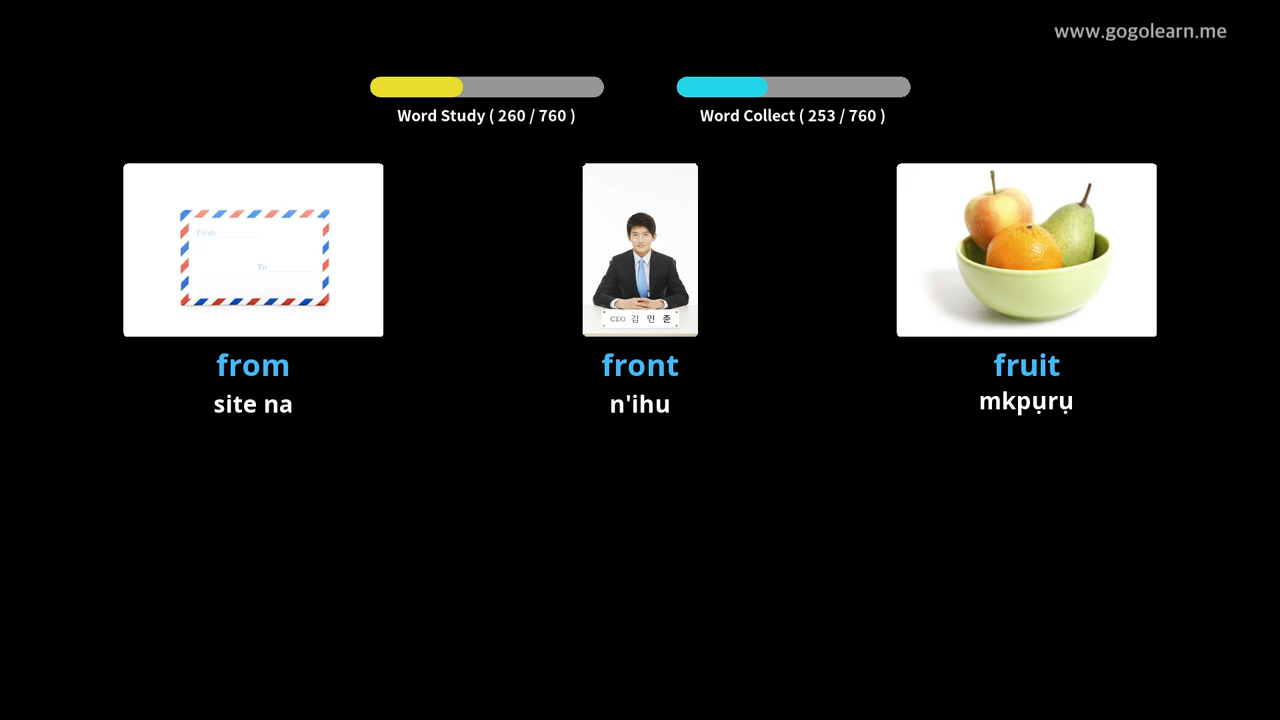 www.gogolearn.me
Word Study ( 260 / 760 )
Word Collect ( 253 / 760 )
From
To
CEO 김 민 준
from
front
fruit
site na
n'ihu
mkpụrụ